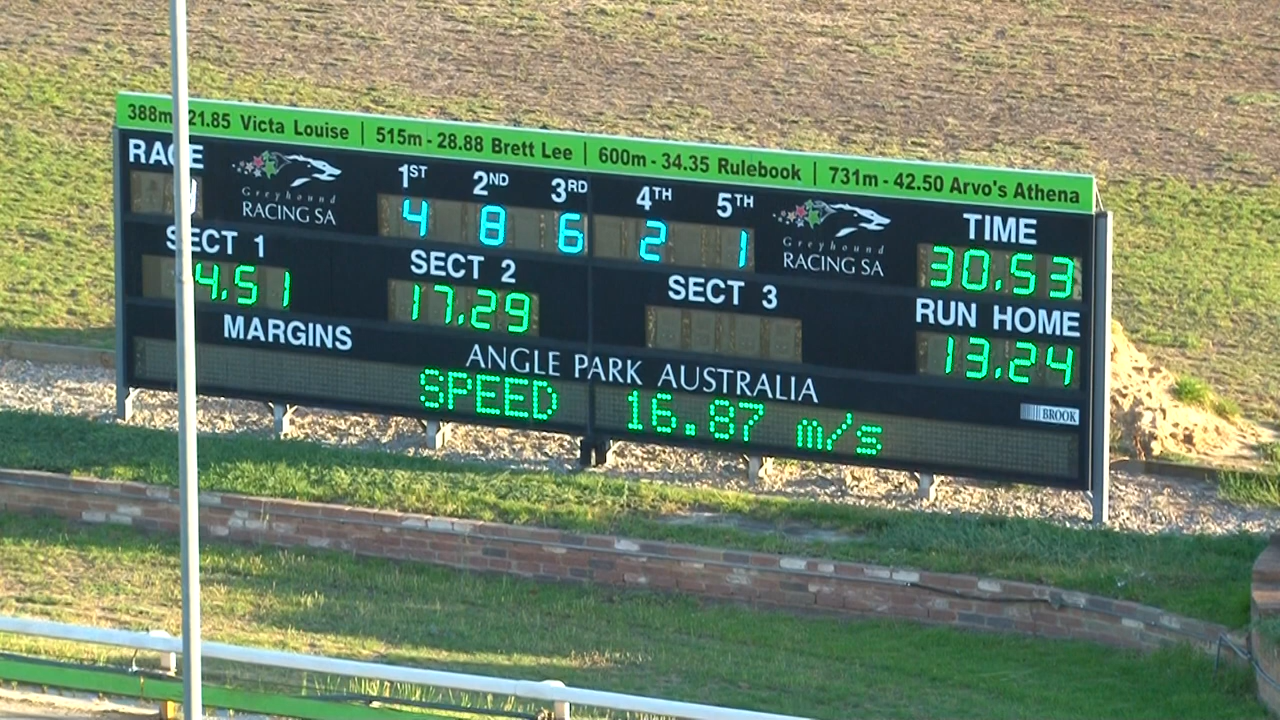 388m 21.85 Victa Louise | 515m - 28.88 Brett Lee | 600m - 34.35 Rulebook | 731m - 42.50 Arvo's Athena
RACE
Greyhound
RACING SA
1ST 2ND 3RD 4TH 5TH
4 8 6 2 1
Greyhound
RACING SA
TIME
30.53
SECT 1
4.51
SECT 2
17.29
SECT 3
RUN HOME
13.24
MARGINS
ANGLE PARK AUSTRALIA
SPEED 16.87 m/s
BROOK